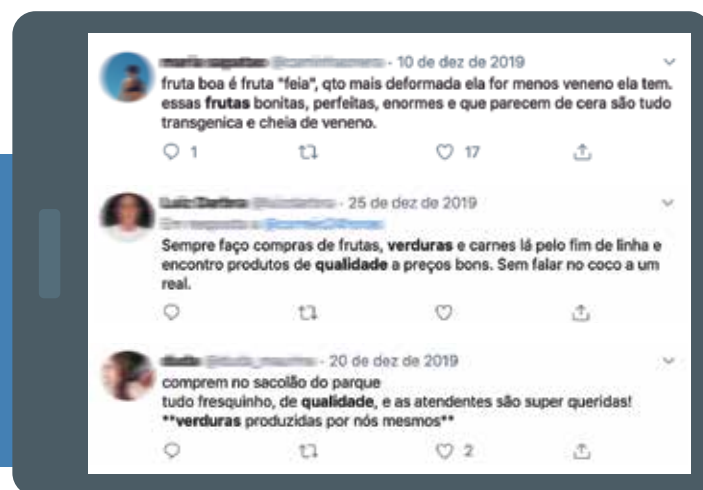 · 10 de dez de 2019
fruta boa é fruta "feia", qto mais deformada ela for menos veneno ela tem.
essas frutas bonitas, perfeitas, enormes e que parecem de cera são tudo
transgenica e cheia de veneno.
1 17
· 25 de dez de 2019
Sempre faço compras de frutas, verduras e carnes lá pelo fim de linha e
encontro produtos de qualidade a preços bons. Sem falar no coco a um
real.
· 20 de dez de 2019
comprem no sacolão do parque
tudo fresquinho, de qualidade, e as atendentes são super queridas!
**verduras produzidas por nós mesmos**
2